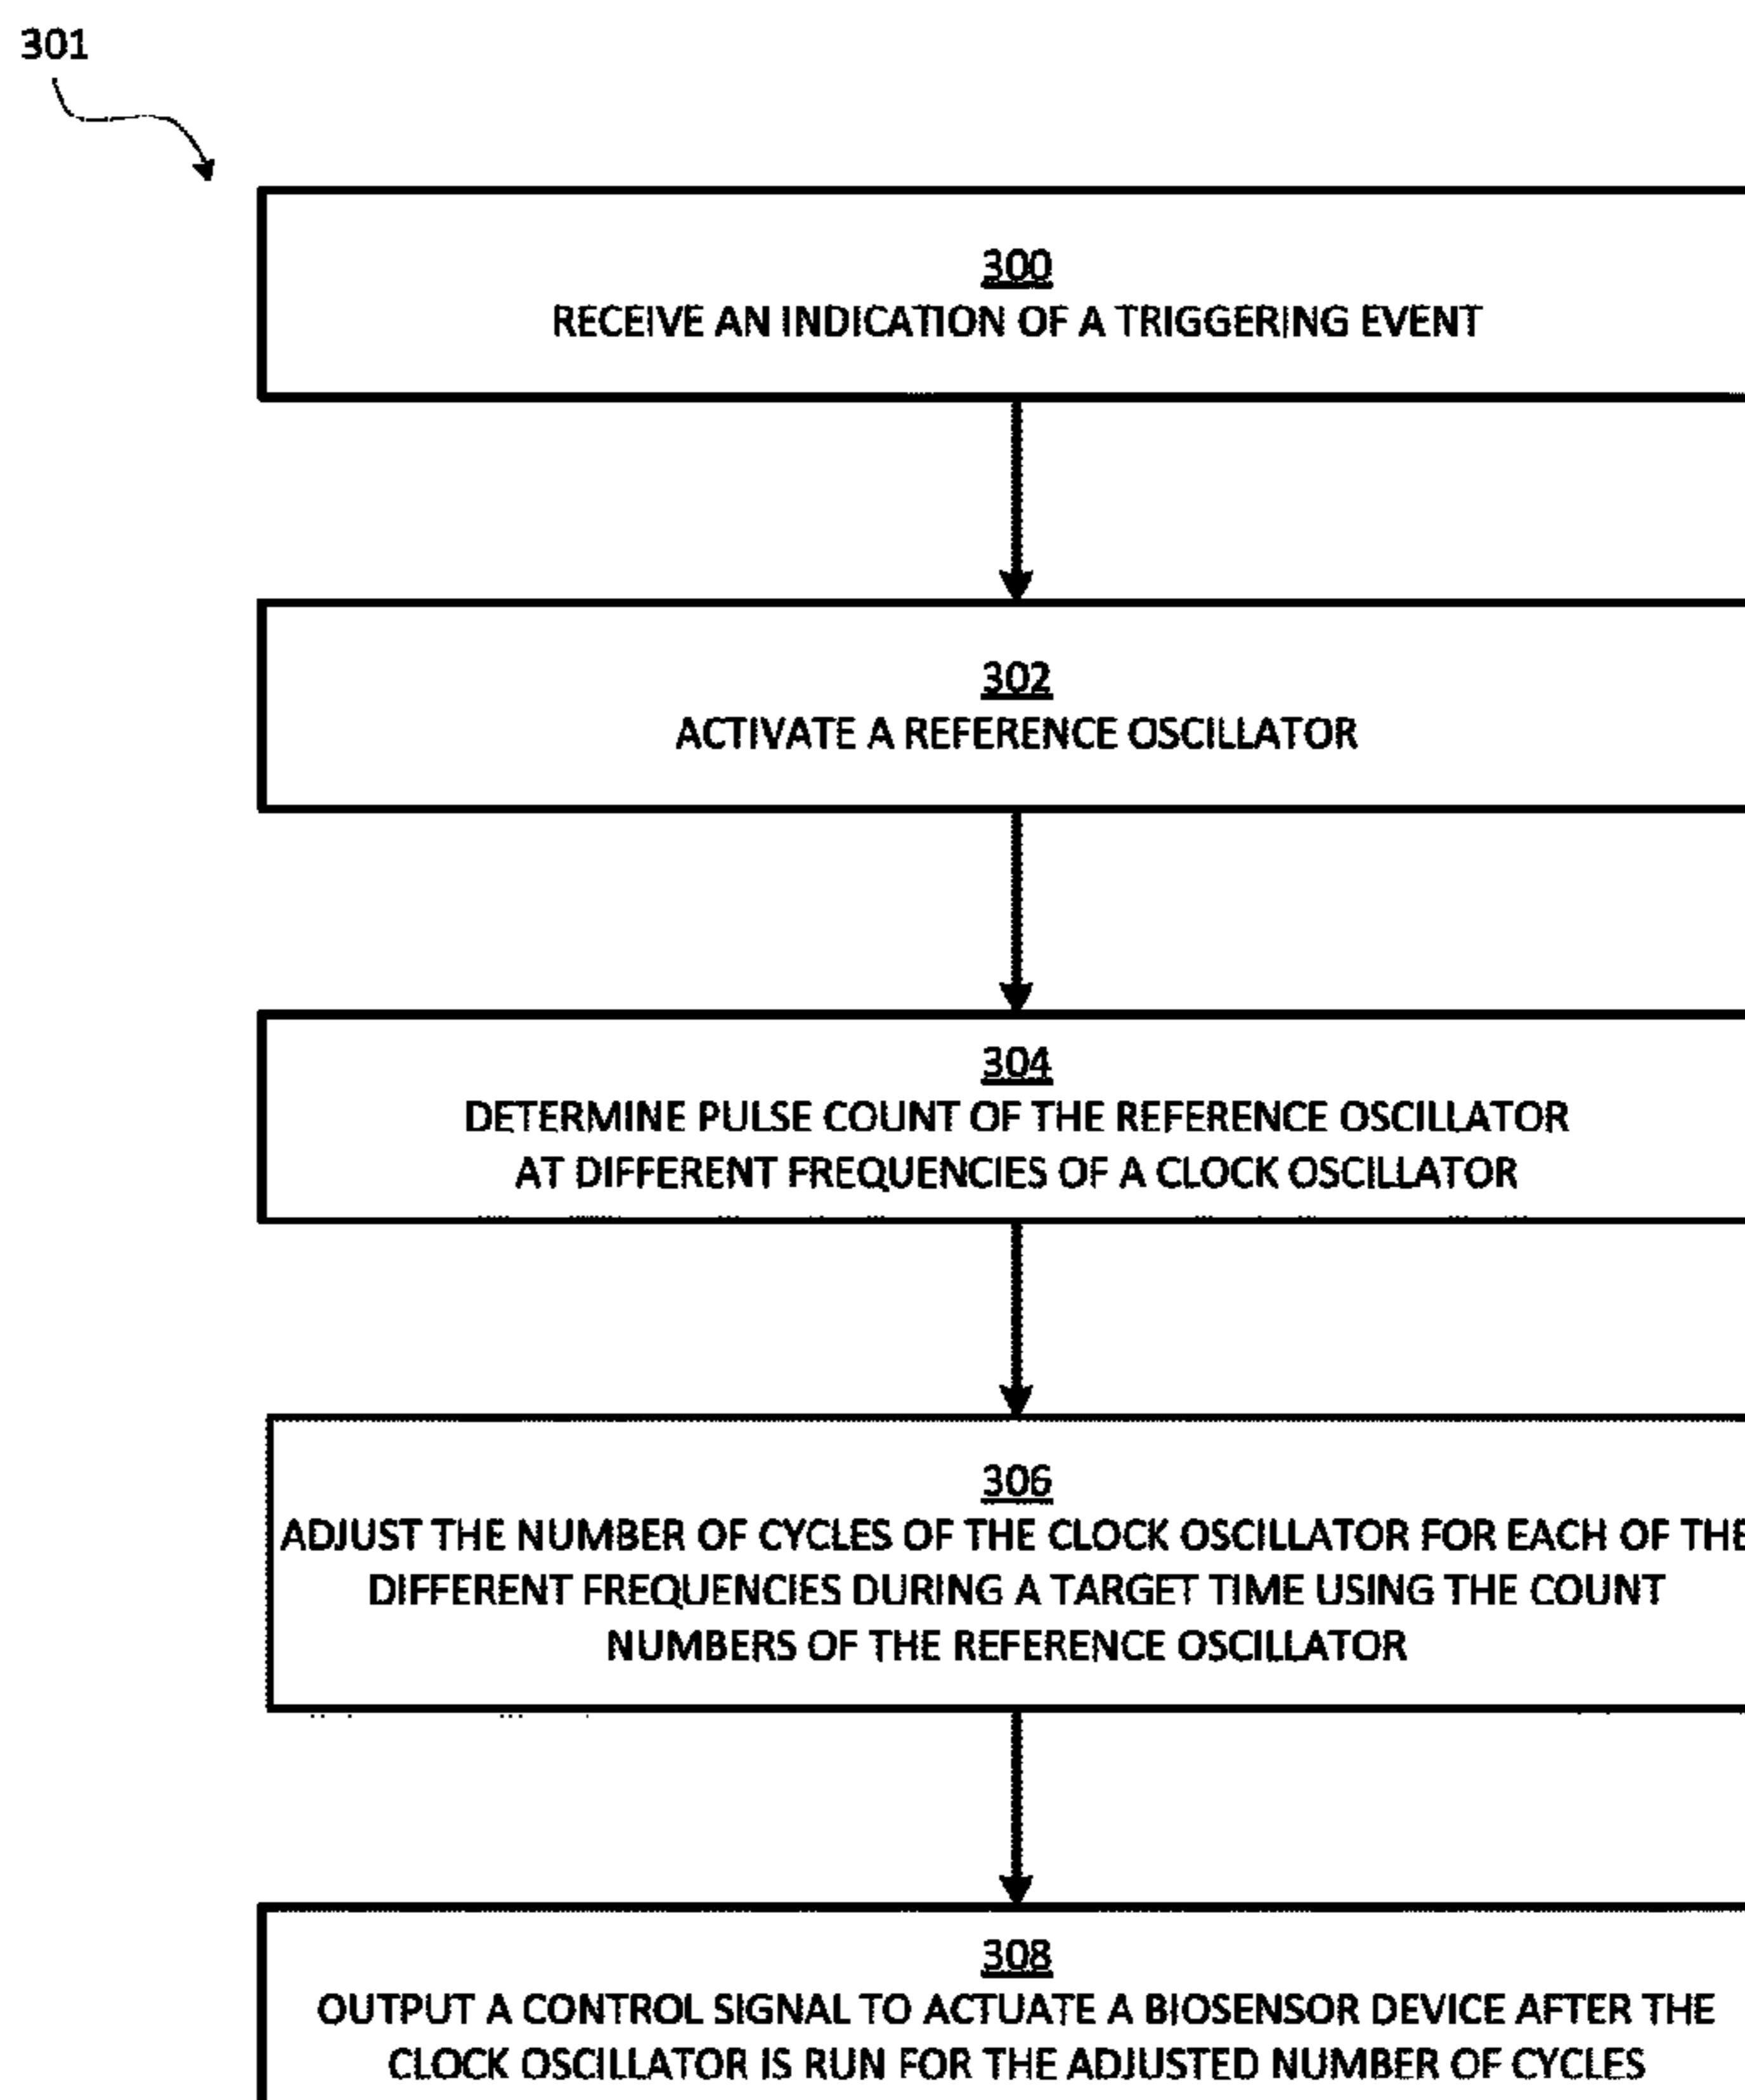 301
300
RECEIVE AN INDICATION OF A TRIGGERING EVENT
302
ACTIVATE A REFERENCE OSCILLATOR
304
DETERMINE PULSE COUNT OF THE REFERENCE OSCILLATOR
AT DIFFERENT FREQUENCIES OF A CLOCK OSCILLATOR
306
ADJUST THE NUMBER OF CYCLES OF THE CLOCK OSCILLATOR FOR EACH OF THE
DIFFERENT FREQUENCIES DURING A TARGET TIME USING THE COUNT
NUMBERS OF THE REFERENCE OSCILLATOR
308
OUTPUT A CONTROL SIGNAL TO ACTUATE A BIOSENSOR DEVICE AFTER THE
CLOCK OSCILLATOR IS RUN FOR THE ADJUSTED NUMBER OF CYCLES